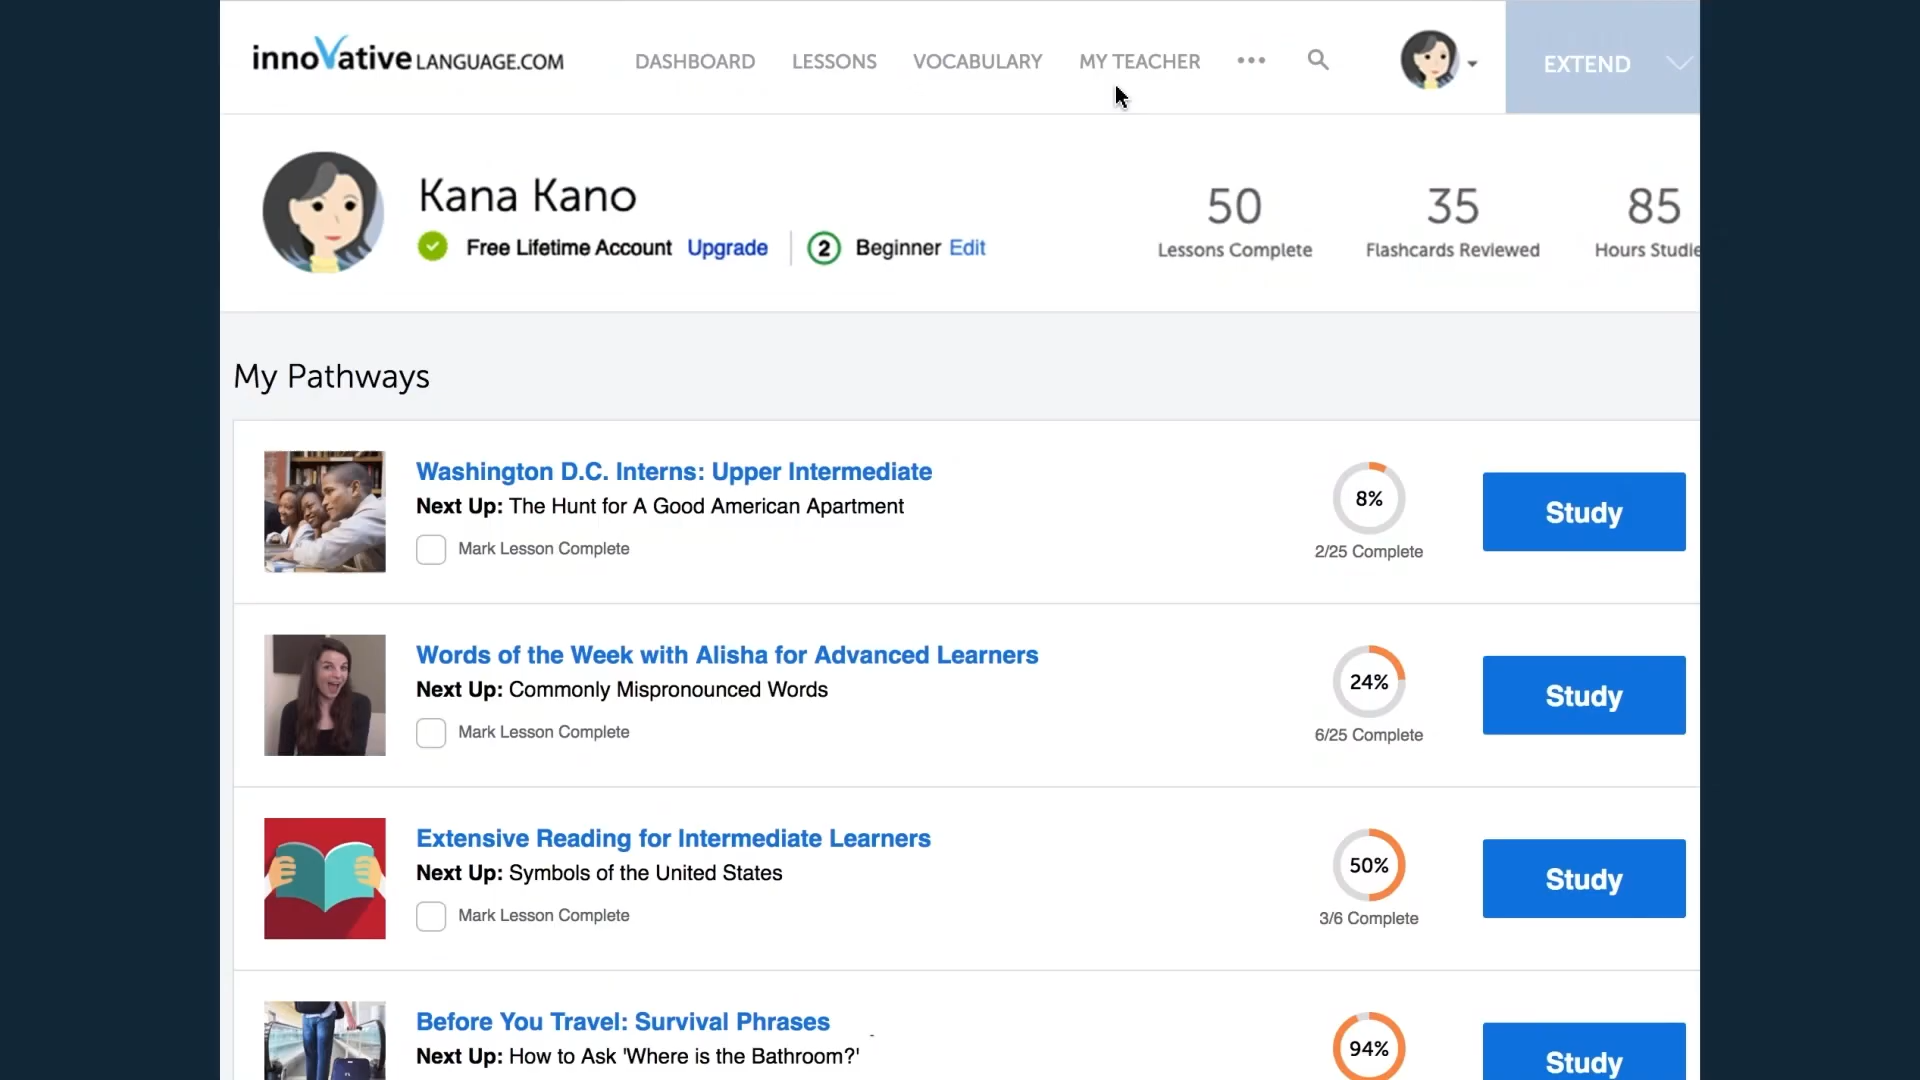 innoVative LANGUAGE.COM
DASHBOARD LESSONS VOCABULARY MY TEACHER ••• EXTEND
Kana Kano
Free Lifetime Account Upgrade 2 Beginner Edit
50 35 85
Lessons Complete Flashcards Reviewed Hours Studie
My Pathways
Washington D.C. Interns: Upper Intermediate
Next Up: The Hunt for A Good American Apartment
Mark Lesson Complete
8%
2/25 Complete
Study
Words of the Week with Alisha for Advanced Learners
Next Up: Commonly Mispronounced Words
Mark Lesson Complete
24%
6/25 Complete
Study
Extensive Reading for Intermediate Learners
Next Up: Symbols of the United States
Mark Lesson Complete
50%
3/6 Complete
Study
Before You Travel: Survival Phrases
Next Up: How to Ask 'Where is the Bathroom?'
94%
Study